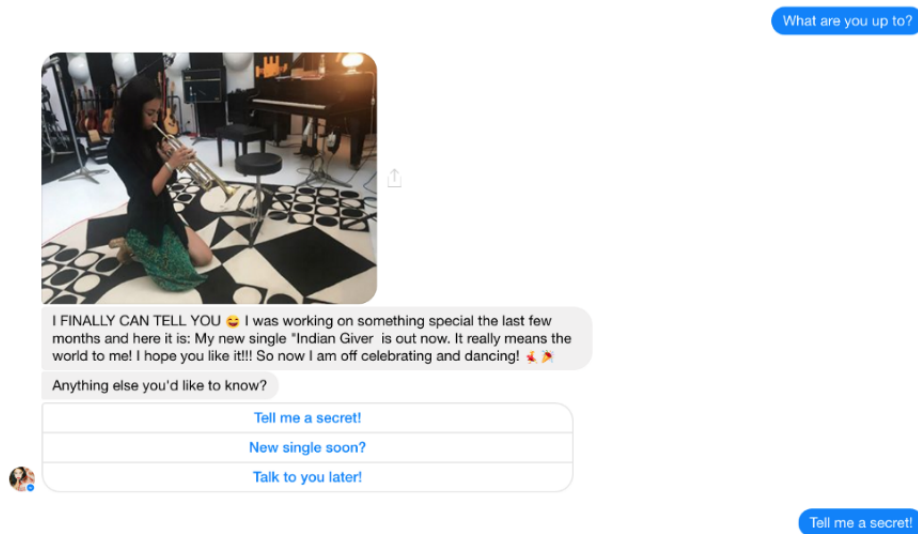 What are you up to?
I FINALLY CAN TELL YOU 😄 I was working on something special the last few
months and here it is: My new single "Indian Giver  is out now. It really means the
world to me! I hope you like it!!! So now I am off celebrating and dancing! 💃 🎉
Anything else you'd like to know?
Tell me a secret!
New single soon?
Talk to you later!
Tell me a secret!